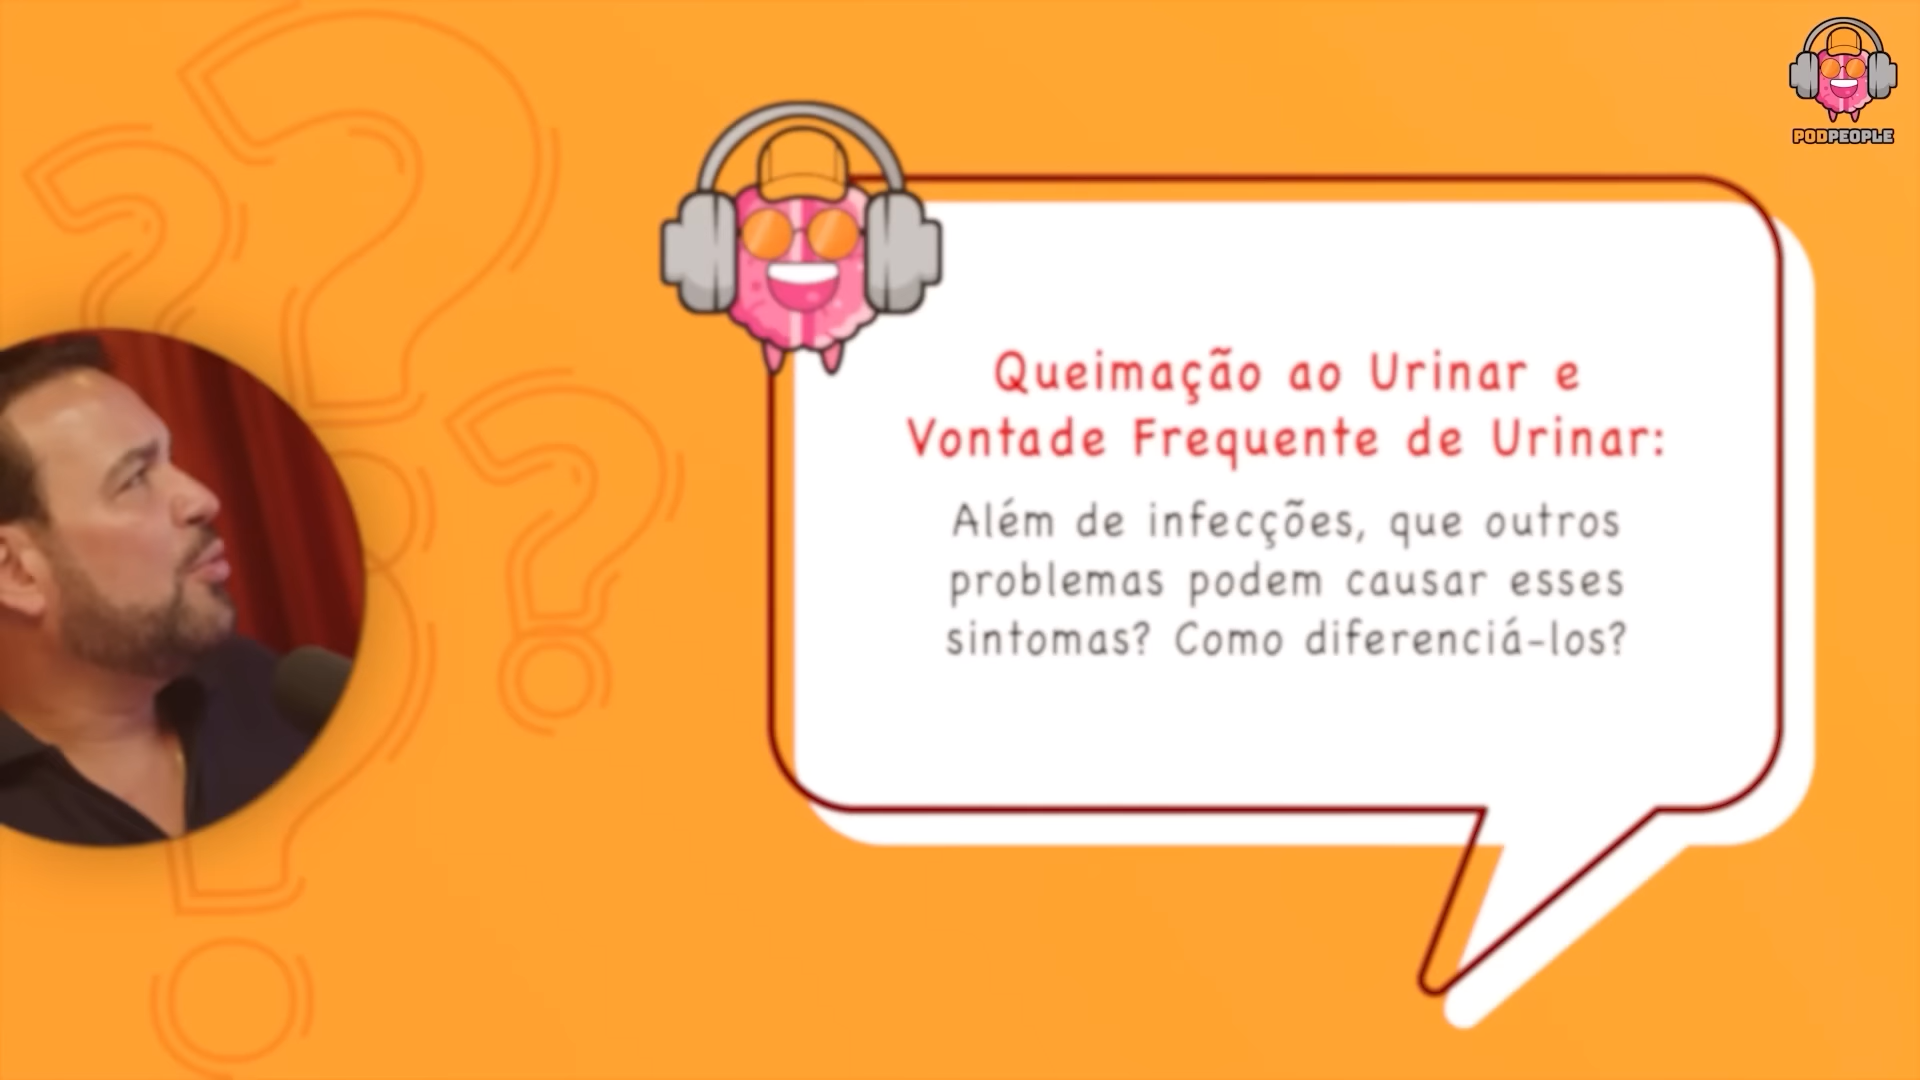 PODPEOPLE
Queimação ao Urinar e
Vontade Frequente de Urinar:
Além de infecções, que outros
problemas podem causar esses
sintomas? Como diferenciá-los?